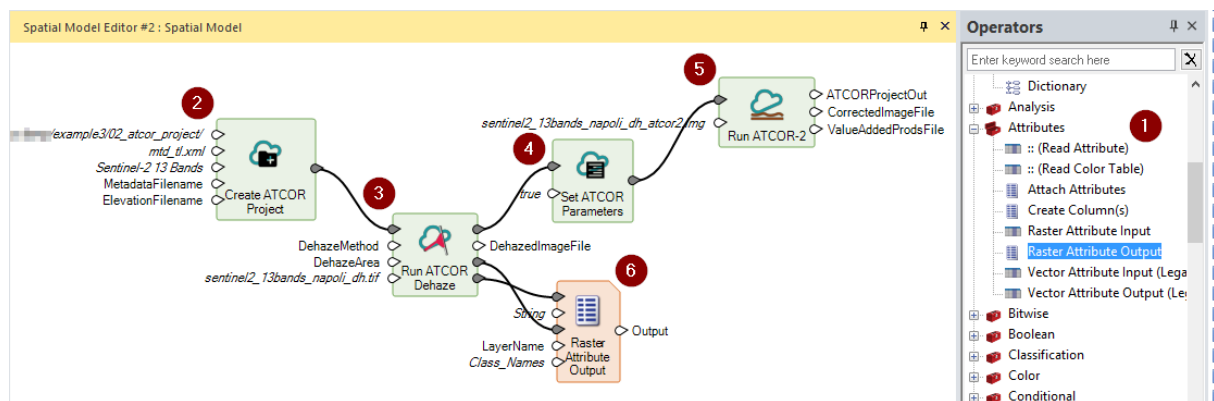 Spatial Model Editor #2 : Spatial Model
2
/example3/02_atcor_project/
mtd_tl.xml
Sentinel-2 13 Bands
MetadataFilename
ElevationFilename
Create ATCOR
Project
3
DehazeMethod
DehazeArea
sentinel2_13bands_napoli_dh.tif
Run ATCOR
Dehaze
DehazedImageFile
4
true
Set ATCOR
Parameters
5
sentinel2_13bands_napoli_dh_atcor2.img
Run ATCOR-2
ATCORProjectOut
CorrectedImageFile
ValueAddedProdsFile
6
String
LayerName
Class_Names
Raster
Attribute
Output
Output
Operators
Enter keyword search here
Dictionary
Analysis
Attributes
1
:: (Read Attribute)
:: (Read Color Table)
Attach Attributes
Create Column(s)
Raster Attribute Input
Raster Attribute Output
Vector Attribute Input (Lega
Vector Attribute Output (Le
Bitwise
Boolean
Classification
Color
Conditional